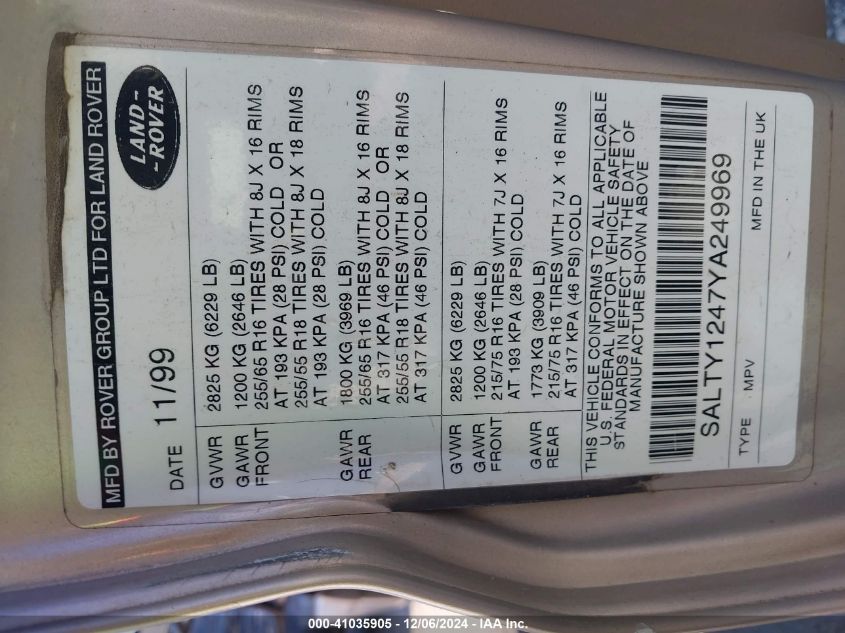 MFD BY ROVER GROUP LTD FOR LAND ROVER
LAND-
-ROVER
DATE 11/99
GVWR 2825 KG (6229 LB)
GAWR 1200 KG (2646 LB)
FRONT 255/65 R16 TIRES WITH 8J X 16 RIMS
AT 193 KPA (28 PSI) COLD OR
255/55 R18 TIRES WITH 8J X 18 RIMS
AT 193 KPA (28 PSI) COLD
GAWR 1800 KG (3969 LB)
REAR 255/65 R16 TIRES WITH 8J X 16 RIMS
AT 317 KPA (46 PSI) COLD OR
255/55 R18 TIRES WITH 8J X 18 RIMS
AT 317 KPA (46 PSI) COLD
GVWR 2825 KG (6229 LB)
GAWR 1200 KG (2646 LB)
FRONT 215/75 R16 TIRES WITH 7J X 16 RIMS
AT 193 KPA (28 PSI) COLD
GAWR 1773 KG (3909 LB)
REAR 215/75 R16 TIRES WITH 7J X 16 RIMS
AT 317 KPA (46 PSI) COLD
THIS VEHICLE CONFORMS TO ALL APPLICABLE
U.S. FEDERAL MOTOR VEHICLE SAFETY
STANDARDS IN EFFECT ON THE DATE OF
MANUFACTURE SHOWN ABOVE
SALTY1247YA249969
TYPE MPV MFD IN THE UK
000-41035905 - 12/06/2024 - IAA Inc.